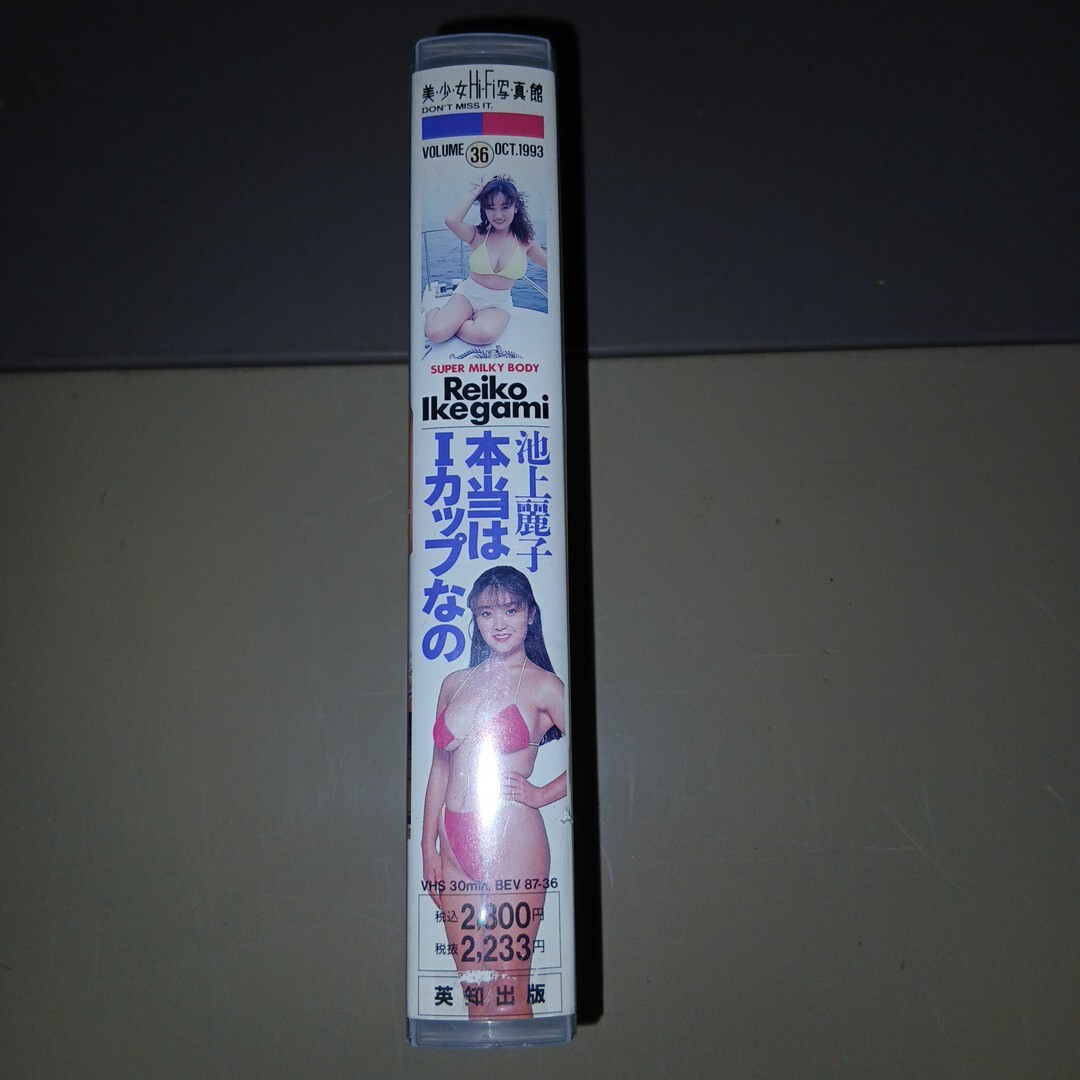 美・少・女Hi-Fi写・真・館
DON'T MISS IT.
VOLUME 36 OCT.1993
SUPER MILKY BODY
Reiko
Ikegami
池上麗子
本当は
Iカップなの
VHS 30min. BEV 87-36
税込2,300円
税抜2,233円
英知出版